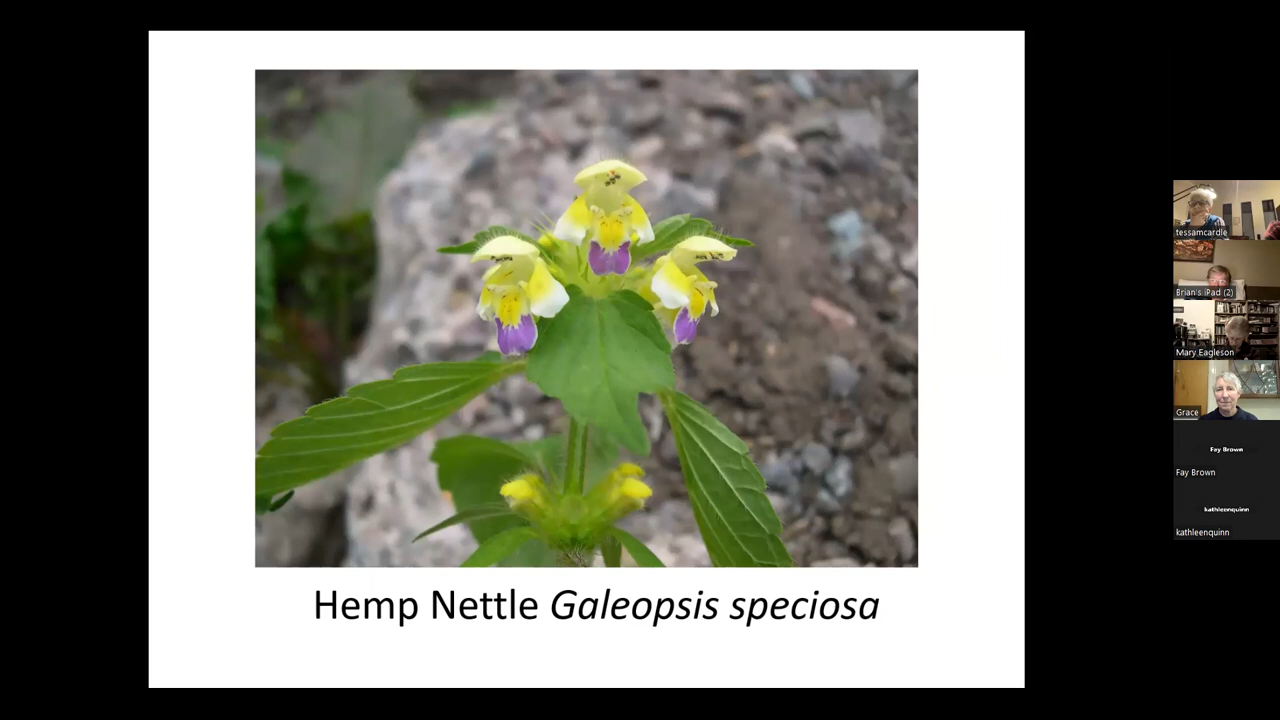 Hemp Nettle Galeopsis speciosa
tessamcardle
Brian's iPad (2)
Mary Eagleson
Grace
Fay Brown
Fay Brown
kathleenquinn
kathleenquinn